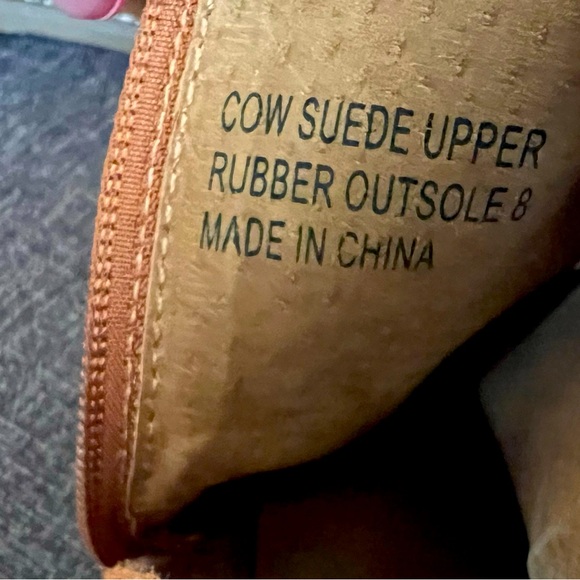 COW SUEDE UPPER
RUBBER OUTSOLE 8
MADE IN CHINA